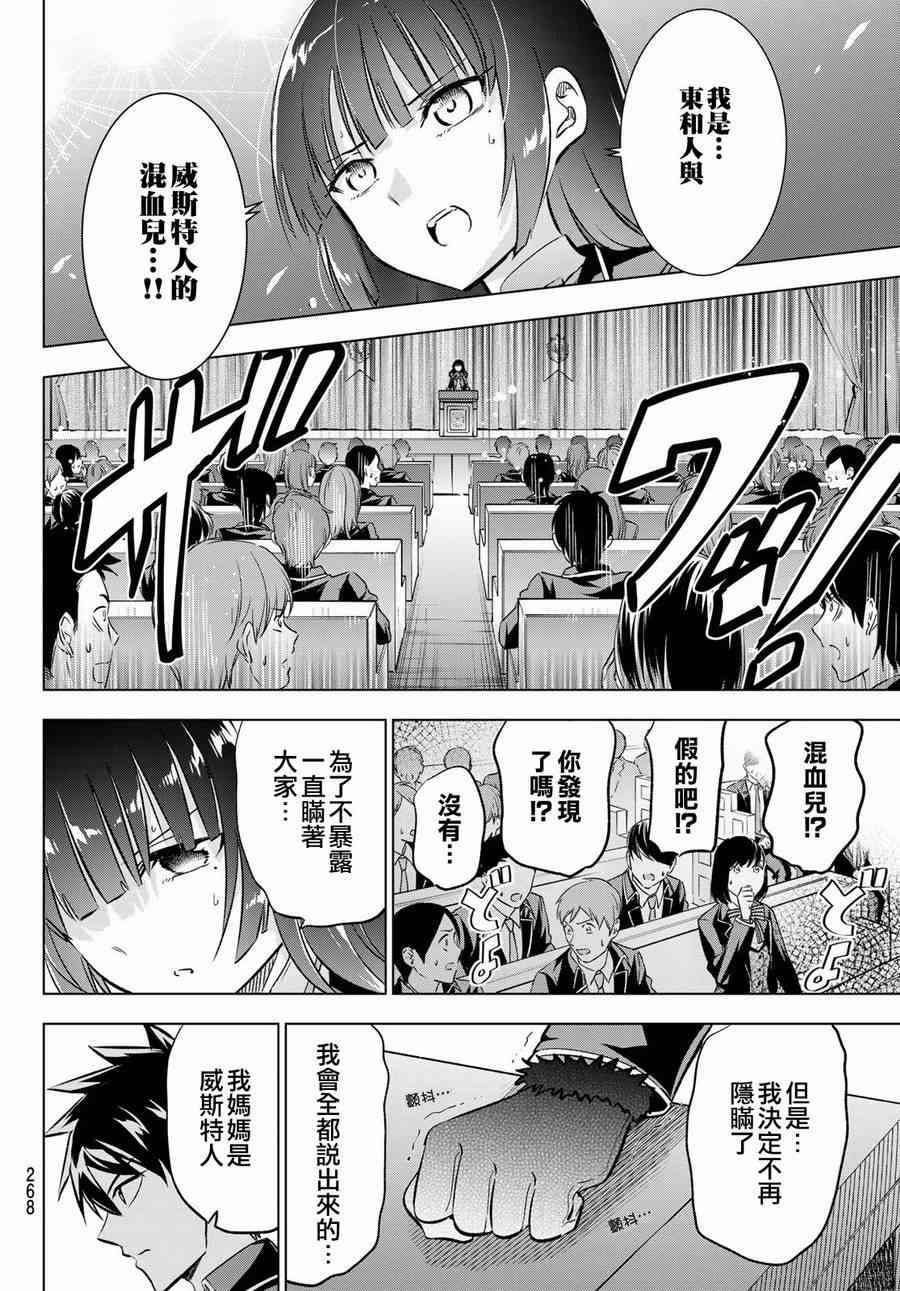 我是…
東和人與
威斯特人的
混血兒…!!
ザワッ
混血兒!?
假的吧!?
你發現
了嗎!?
沒有…
どよ
どよ
為了不暴露
一直瞞著
大家…
但是…
我決定不再
隱瞞了
顫抖…
顫抖…
我會全都
說出來的…
我媽媽是
威斯特人
268